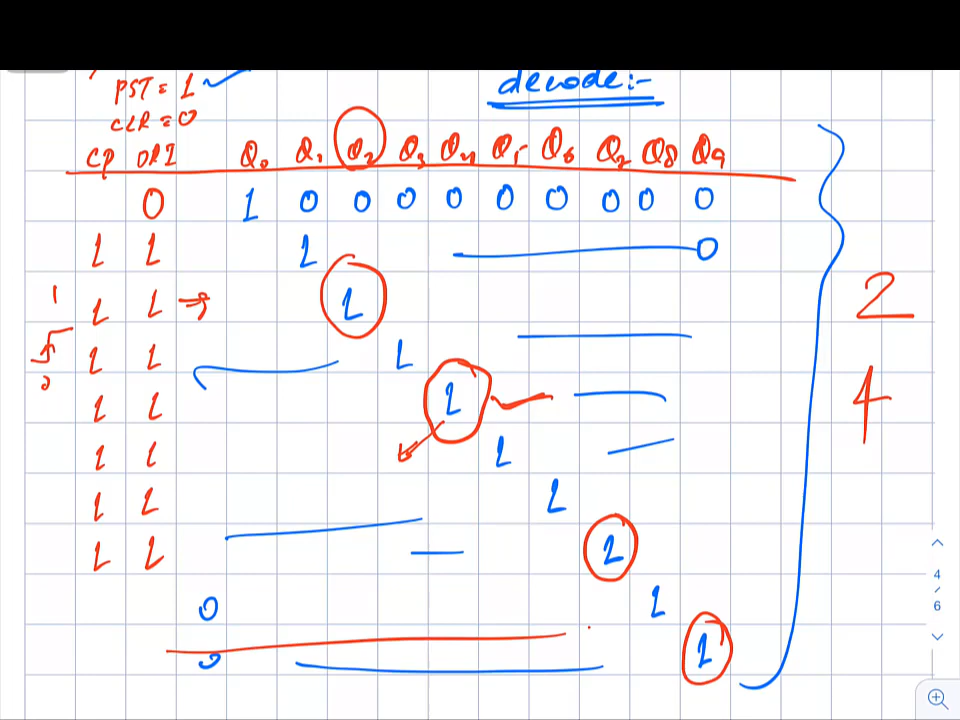 PST = 1
decode:-
CLR = 0
CP ORI Q0 Q1 Q2 Q3 Q4 Q5 Q6 Q7 Q8 Q9
0 1 0 0 0 0 0 0 0 0 0
1 1 1 0
1 1 1 1
2
1 1 1
1 1 1
4
1 1 1
1 1 1
1 1 1
0 1
0 1
4
/
6